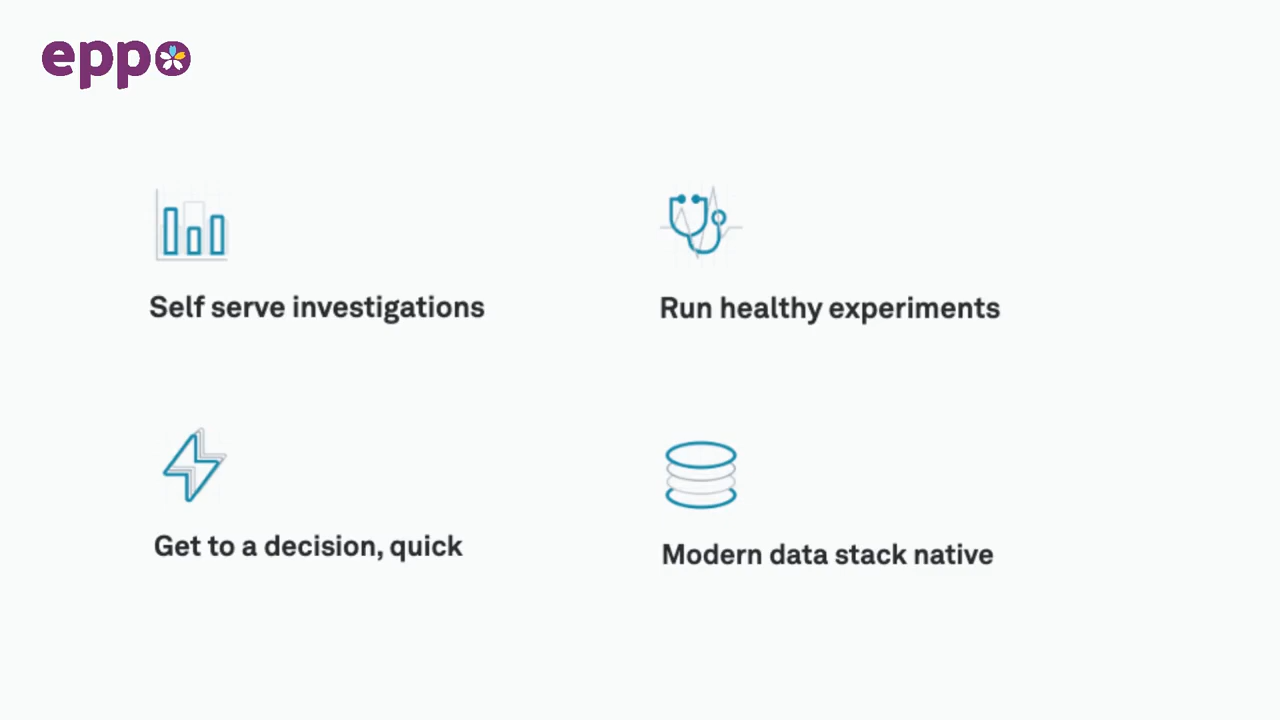 eppo
Self serve investigations
Run healthy experiments
Get to a decision, quick
Modern data stack native